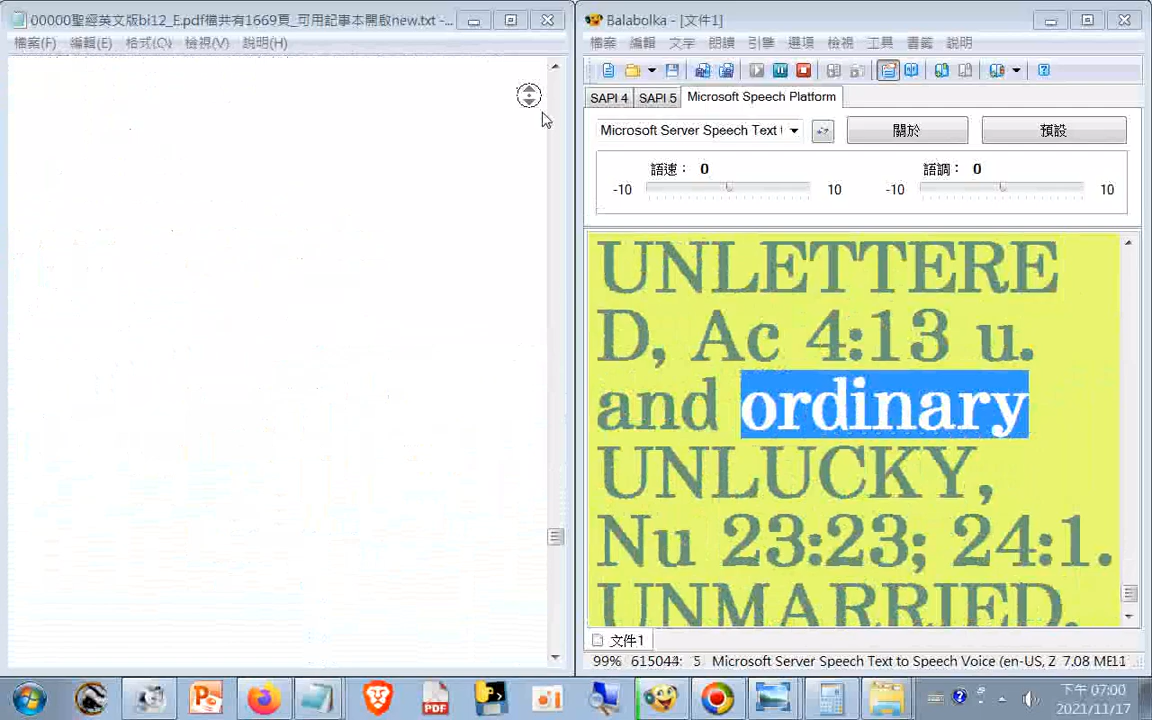 00000聖經英文版bi12_E.pdf檔共有1669頁_可用記事本開啟new.txt -...
檔案(F) 編輯(E) 格式(O) 檢視(V) 說明(H)
Balabolka - [文件1]
檔案 編輯 文字 朗讀 引擎 選項 檢視 工具 書籤 說明
SAPI 4 SAPI 5 Microsoft Speech Platform
Microsoft Server Speech Text 關於 預設
語速： 0 語調： 0
-10 10 -10 10
UNLETTERE
D, Ac 4:13 u.
and ordinary
UNLUCKY,
Nu 23:23; 24:1.
UNMARRIED,
文件1
99% 5 Microsoft Server Speech Text to Speech Voice (en-US, Z 7.08 ME11
PDF
下午 07:00
2021/11/17